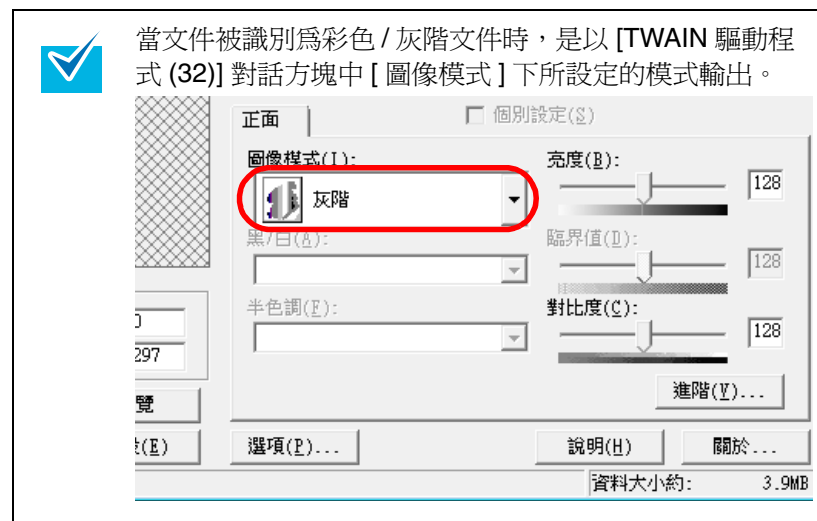 當文件被識別爲彩色 / 灰階文件時，是以 [TWAIN 驅動程
式 (32)] 對話方塊中 [ 圖像模式 ] 下所設定的模式輸出。
正面
個別設定(S)
圖像模式(I):
灰階
亮度(B):
128
黑/白(A):
臨界值(D):
128
半色調(F):
對比度(C):
128
297
覽
進階(V)...
(E)
選項(P)...
說明(H)
關於...
資料大小約: 3.9MB